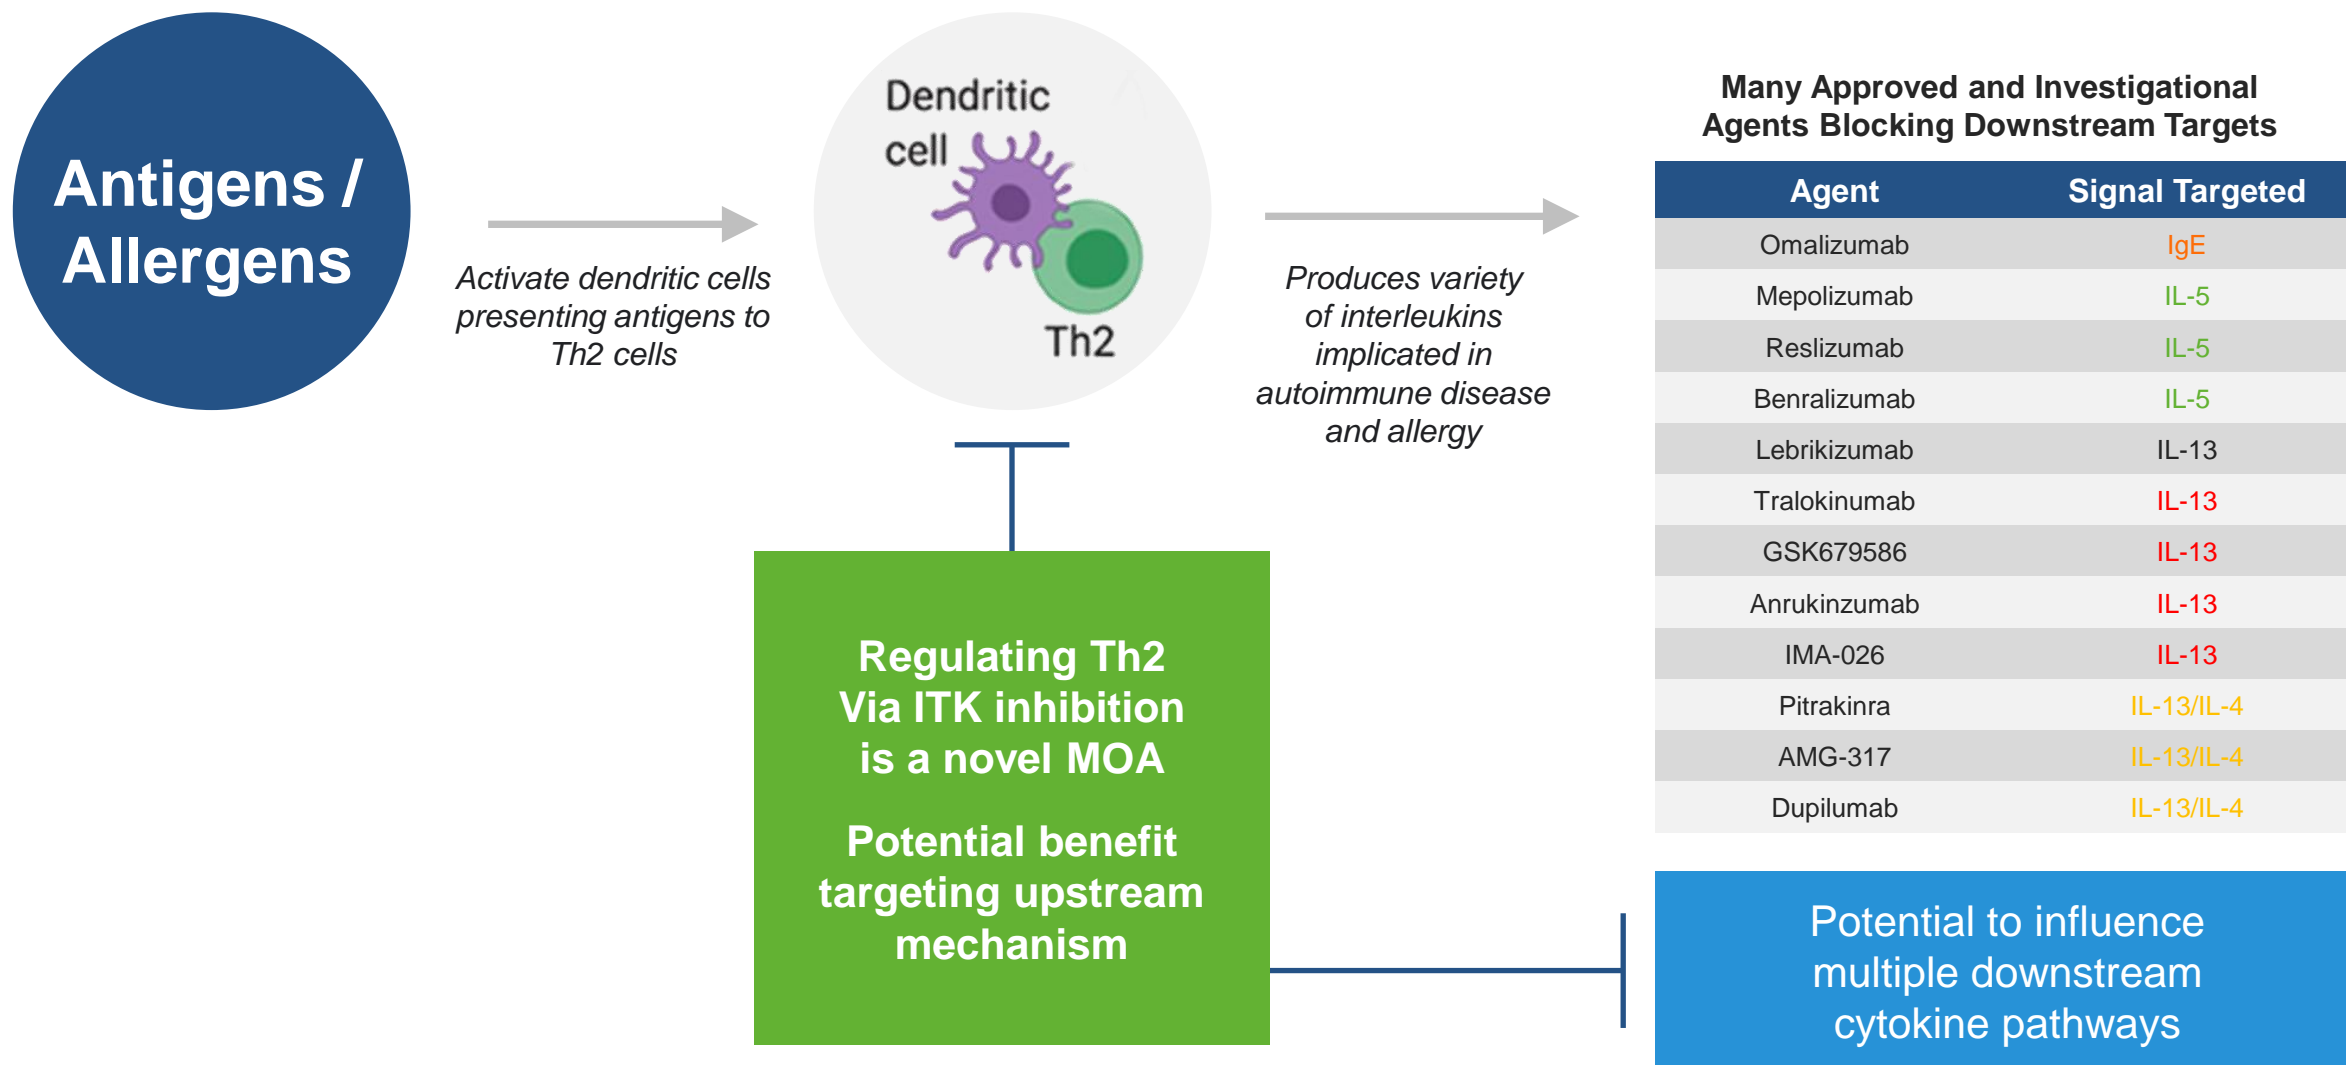 Antigens /
Allergens
Activate dendritic cells
presenting antigens to
Th2 cells
Dendritic
cell
Th2
Produces variety
of interleukins
implicated in
autoimmune disease
and allergy
Regulating Th2
Via ITK inhibition
is a novel MOA
Potential benefit
targeting upstream
mechanism
Many Approved and Investigational
Agents Blocking Downstream Targets
Agent Signal Targeted
Omalizumab IgE
Mepolizumab IL-5
Reslizumab IL-5
Benralizumab IL-5
Lebrikizumab IL-13
Tralokinumab IL-13
GSK679586 IL-13
Anrukinzumab IL-13
IMA-026 IL-13
Pitrakinra IL-13/IL-4
AMG-317 IL-13/IL-4
Dupilumab IL-13/IL-4
Potential to influence
multiple downstream
cytokine pathways